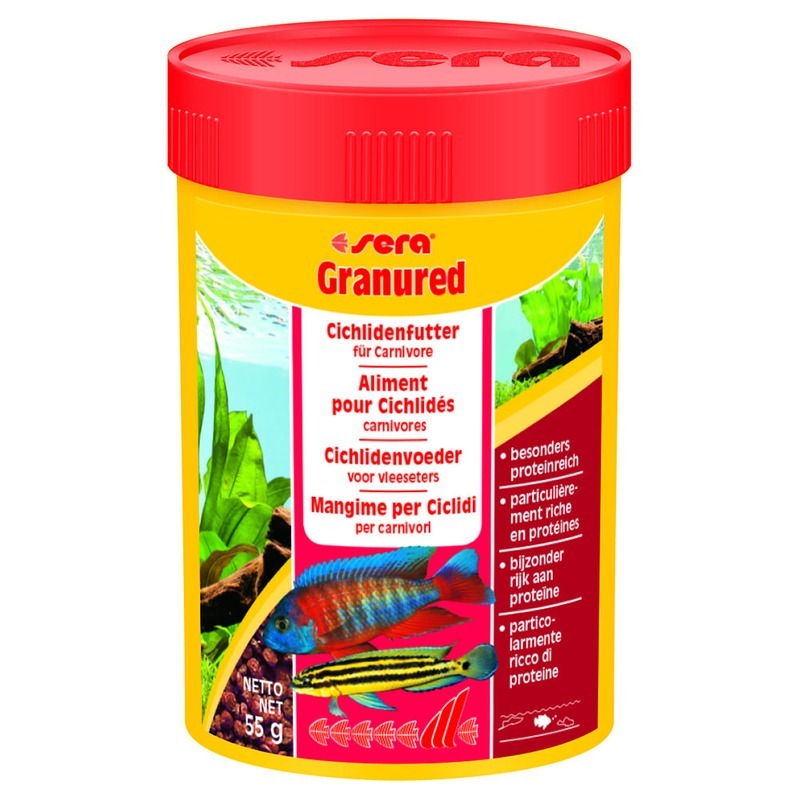 sera
sera®
Granured
Cichlidenfutter
für Carnivore
Aliment
pour Cichlidés
carnivores
Cichlidenvoeder
voor vleeseters
Mangime per Ciclidi
per carnivori
• besonders
proteinreich
• particulière-
ment riche
en protéines
• bijzonder
rijk aan
proteïne
• partico-
larmente
ricco di
proteine
NETTO
NET
55 g